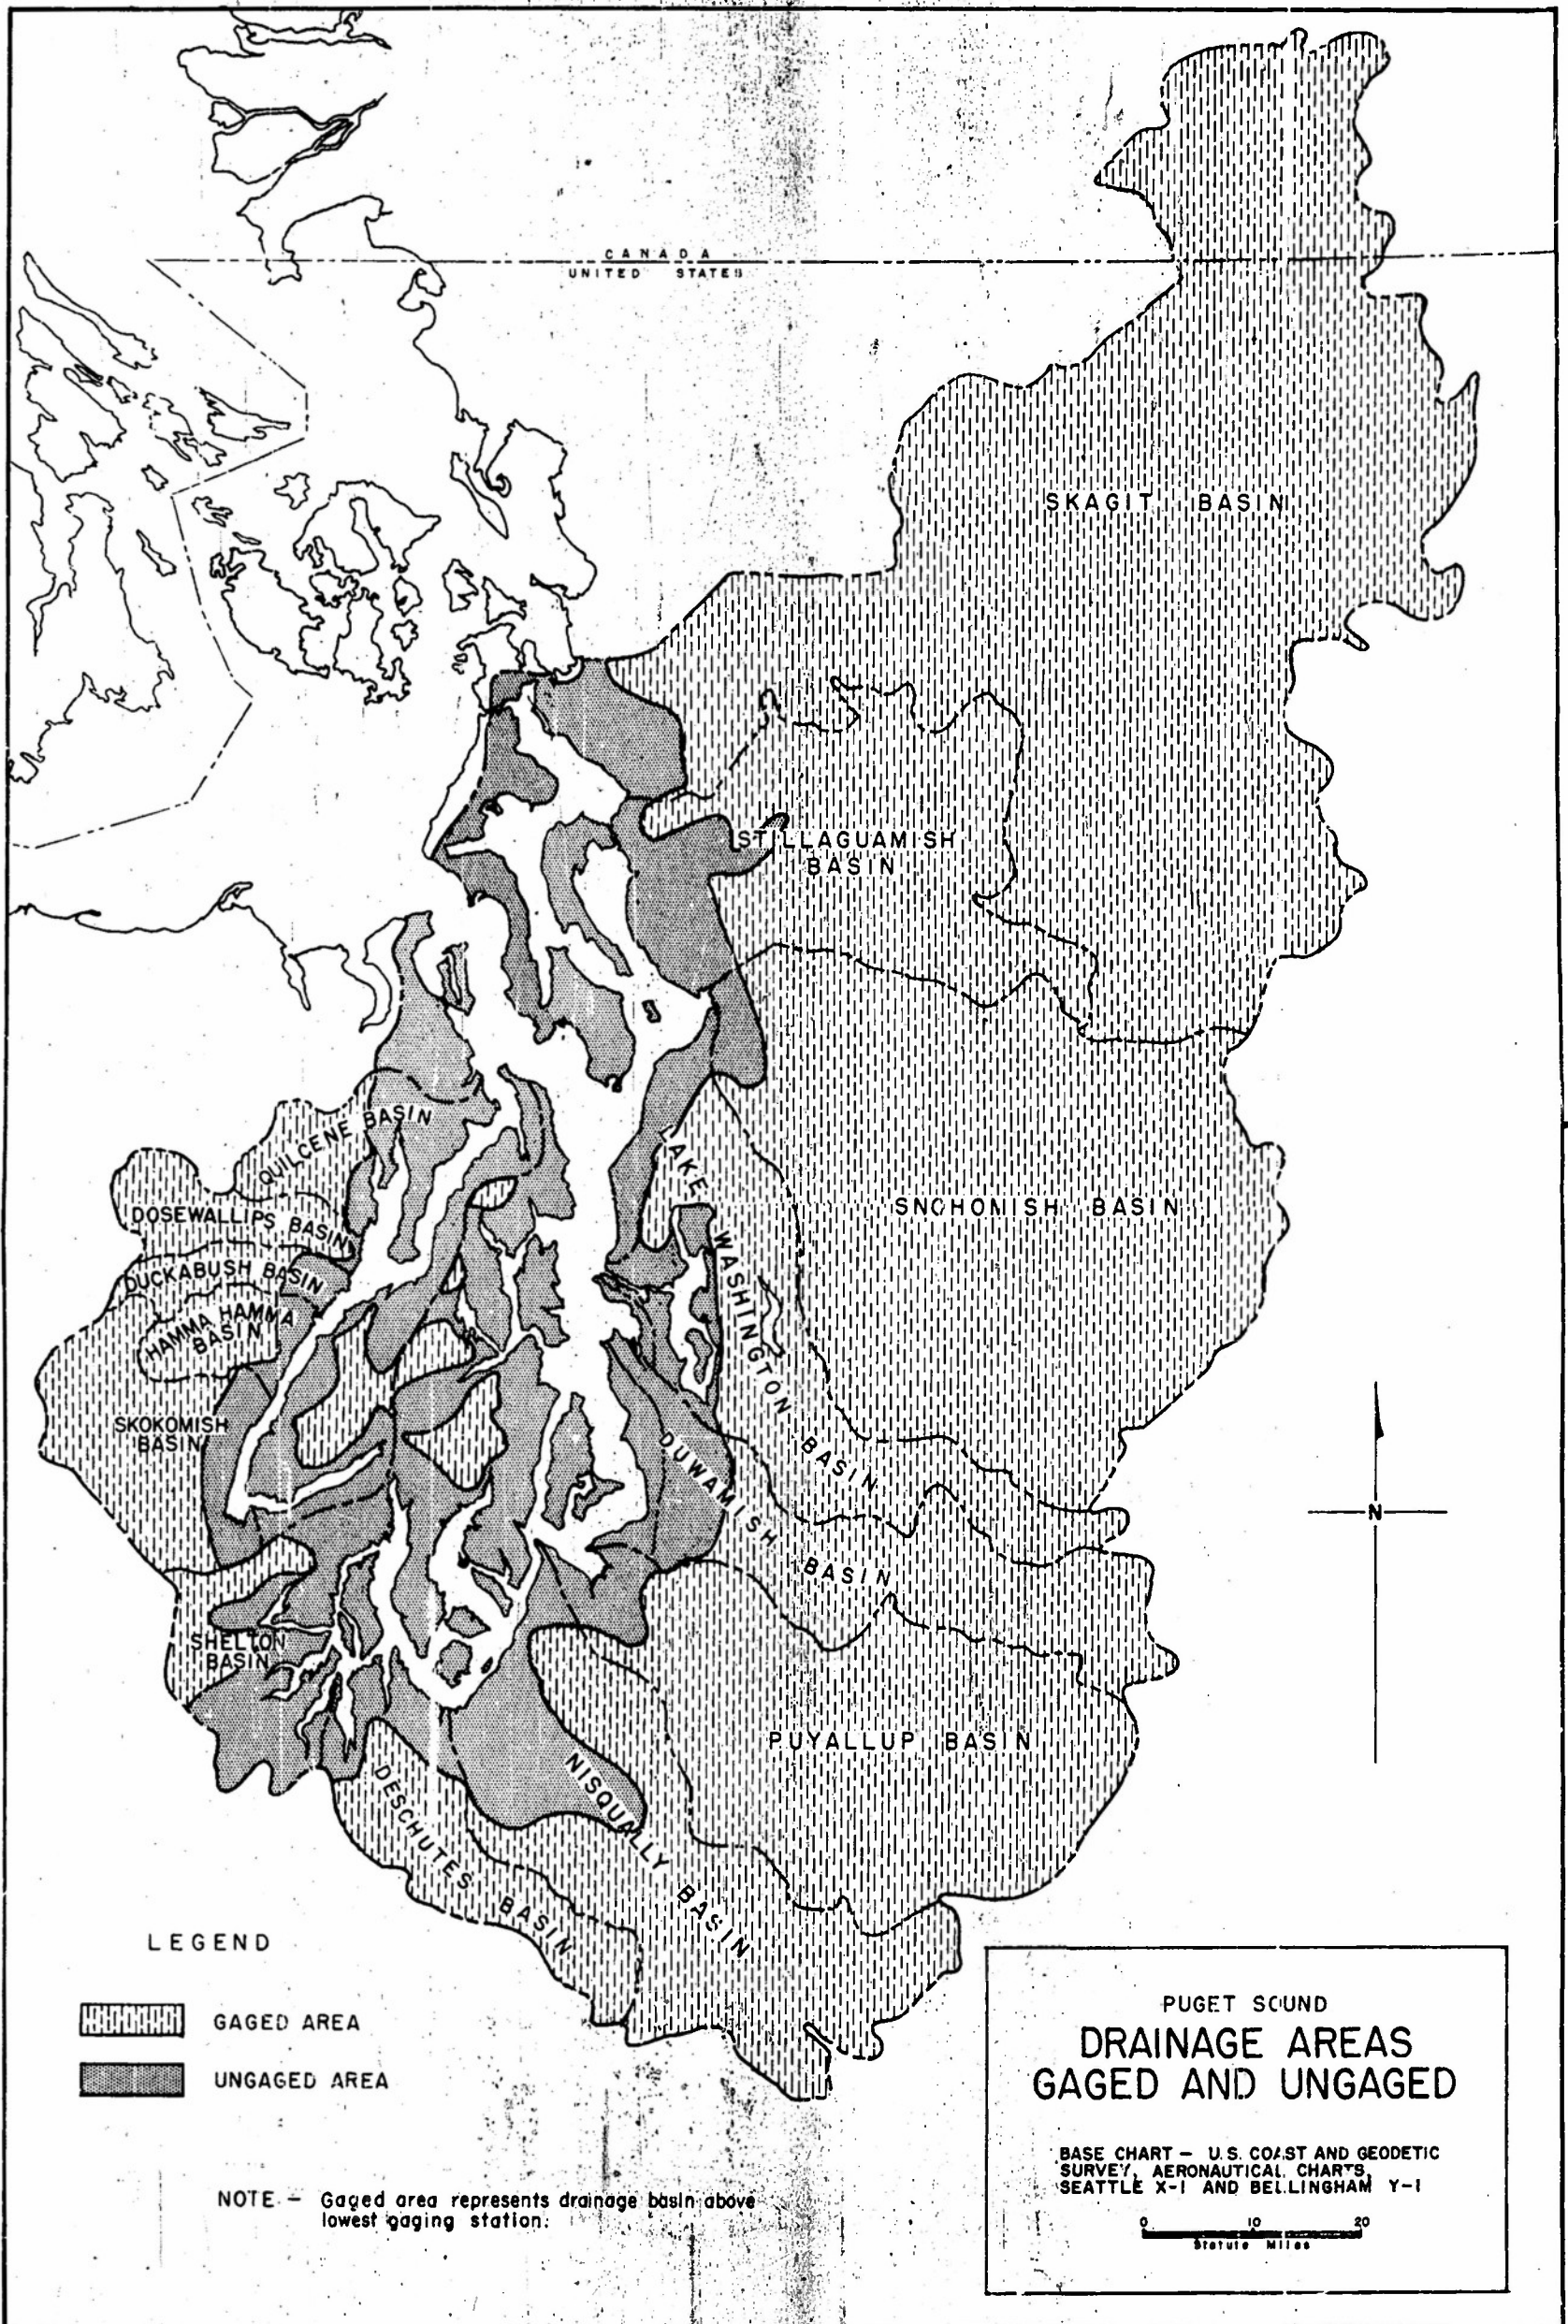 CANADA
UNITED STATES
SKAGIT BASIN
STILLAGUAMISH
BASIN
QUILCENE BASIN
LAKE WASHINGTON BASIN
SNOHOMISH BASIN
DOSEWALLIPS BASIN
DUCKABUSH BASIN
HAMMA HAMMA
BASIN
SKOKOMISH
BASIN
DUWAMISH BASIN
N
SHELTON
BASIN
PUYALLUP BASIN
NISQUALLY BASIN
DESCHUTES BASIN
LEGEND
GAGED AREA
UNGAGED AREA
NOTE - Gaged area represents drainage basin above
lowest gaging station.
PUGET SOUND
DRAINAGE AREAS
GAGED AND UNGAGED
BASE CHART - U.S. COAST AND GEODETIC
SURVEY, AERONAUTICAL CHARTS,
SEATTLE X-1 AND BELLINGHAM Y-1
0 10 20
Statute Miles